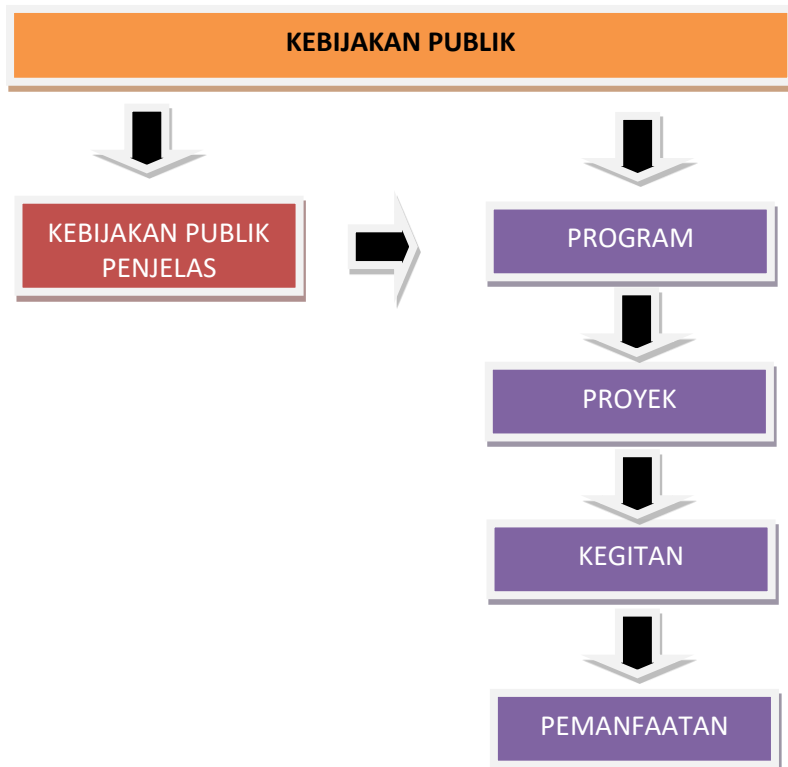 KEBIJAKAN PUBLIK
KEBIJAKAN PUBLIK
PENJELAS
PROGRAM
PROYEK
KEGITAN
PEMANFAATAN